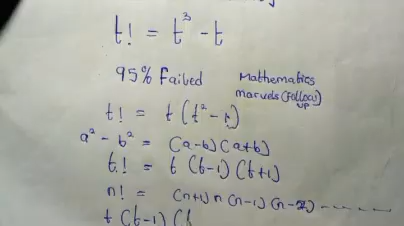 t! = t³ - t
95% Failed Mathematics
marvels (Follow up)
t! = t(t² - 1)
a² - b² = (a-b)(a+b)
t! = t(t-1)(t+1)
n! = (n+1) n (n-1)(n-2) -------
t(t-1)(t